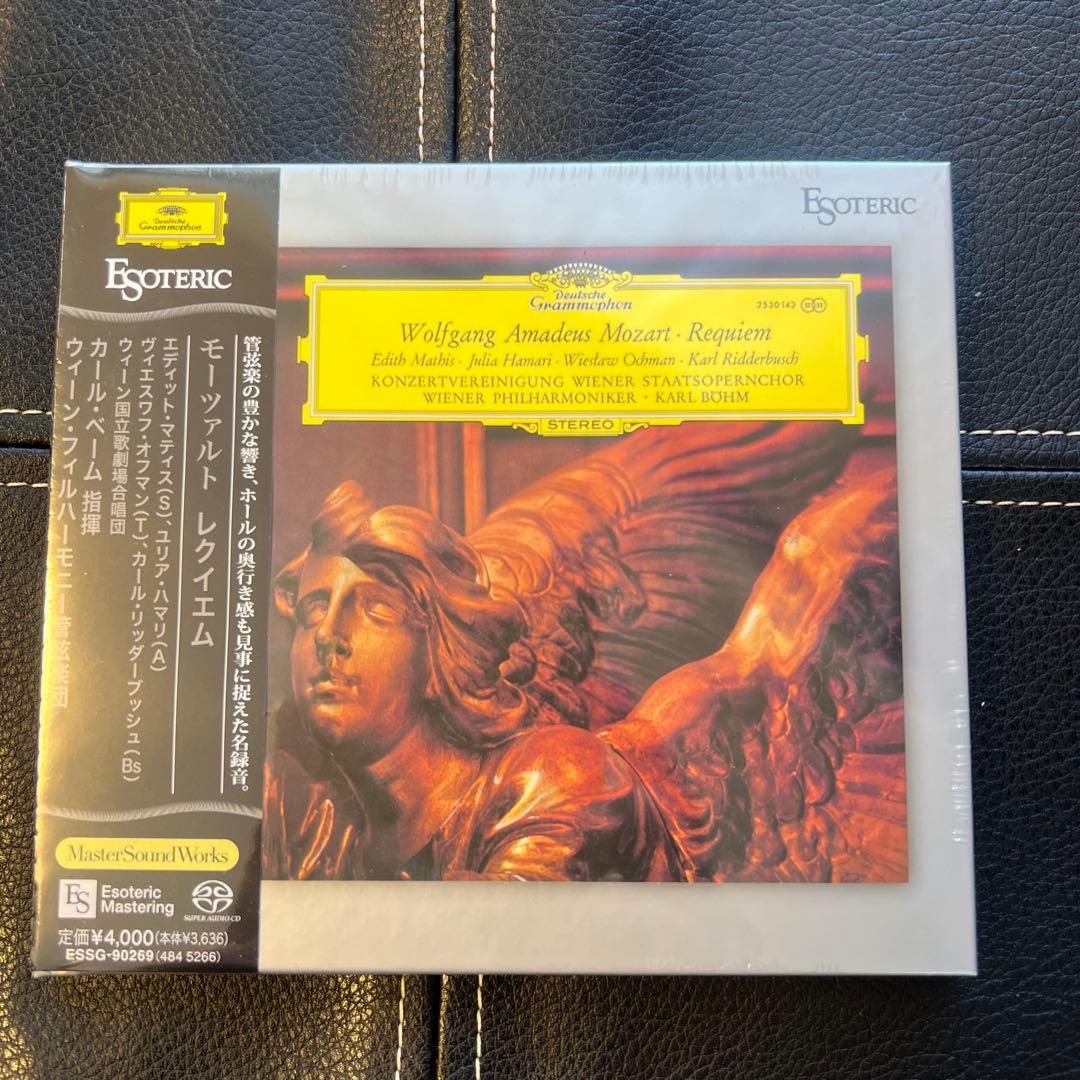 Deutsche
Grammophon
ESOTERIC
管弦楽の豊かな響き、ホールの奥行き感も見事に捉えた名録音。
モーツァルト レクイエム
エディット・マティス(S)、ユリア・ハマリ(A)
ヴィエスワフ・オフマン(T)、カール・リッダーブッシュ(Bs)
ウィーン国立歌劇場合唱団
カール・ベーム 指揮
ウィーン・フィルハーモニー管弦楽団
MasterSoundWorks
ES
Esoteric
Mastering
SUPER AUDIO CD
定価¥4,000(本体¥3,636)
ESSG-90269(484 5266)
ESOTERIC
Deutsche
Grammophon
2530 143
Wolfgang Amadeus Mozart · Requiem
Edith Mathis · Julia Hamari · Wiesław Ochman · Karl Ridderbusch
KONZERTVEREINIGUNG WIENER STAATSOPERNCHOR
WIENER PHILHARMONIKER · KARL BÖHM
STEREO